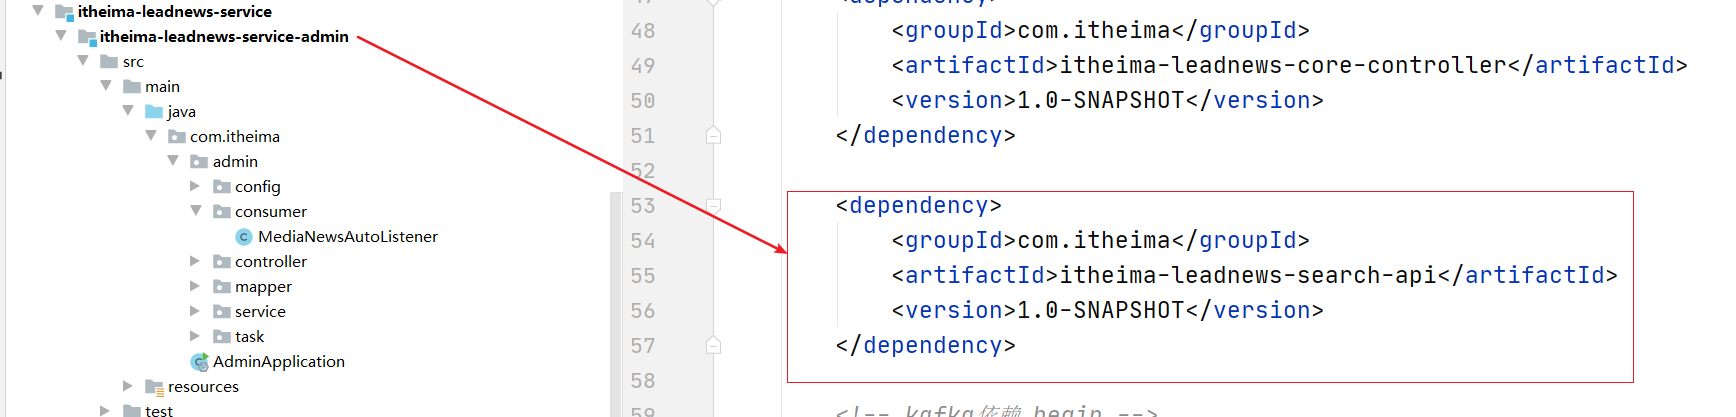 itheima-leadnews-service
itheima-leadnews-service-admin
src
main
java
com.itheima
admin
config
consumer
MediaNewsAutoListener
controller
mapper
service
task
AdminApplication
resources
test
48 <groupId>com.itheima</groupId>
49 <artifactId>itheima-leadnews-core-controller</artifactId>
50 <version>1.0-SNAPSHOT</version>
51 </dependency>
52
53 <dependency>
54 <groupId>com.itheima</groupId>
55 <artifactId>itheima-leadnews-search-api</artifactId>
56 <version>1.0-SNAPSHOT</version>
57 </dependency>
58
59 <!-- kafka依赖 begin -->